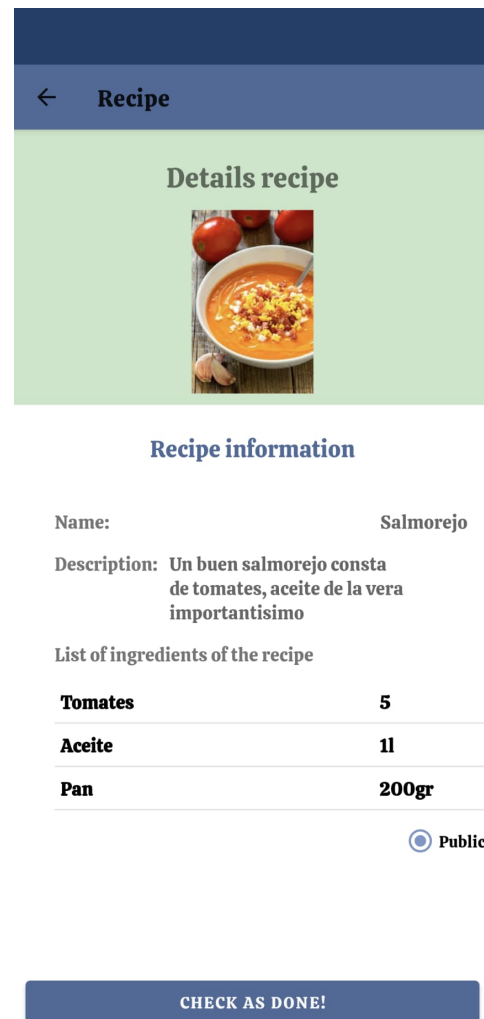 Recipe
Details recipe
Recipe information
Name: Salmorejo
Description: Un buen salmorejo consta
de tomates, aceite de la vera
importantisimo
List of ingredients of the recipe
Tomates 5
Aceite 1l
Pan 200gr
Public
CHECK AS DONE!